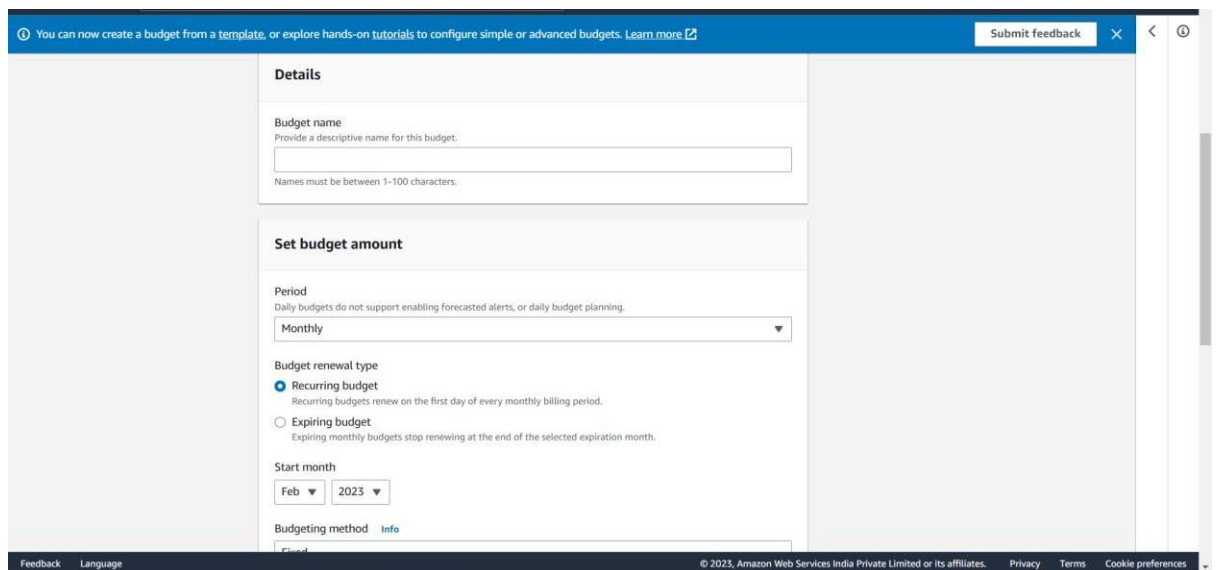 You can now create a budget from a template, or explore hands-on tutorials to configure simple or advanced budgets. Learn more
Submit feedback
Details
Budget name
Provide a descriptive name for this budget.
Names must be between 1-100 characters.
Set budget amount
Period
Daily budgets do not support enabling forecasted alerts, or daily budget planning.
Monthly
Budget renewal type
Recurring budget
Recurring budgets renew on the first day of every monthly billing period.
Expiring budget
Expiring monthly budgets stop renewing at the end of the selected expiration month.
Start month
Feb 2023
Budgeting method Info
Fixed
Feedback Language © 2023, Amazon Web Services India Private Limited or its affiliates. Privacy Terms Cookie preferences